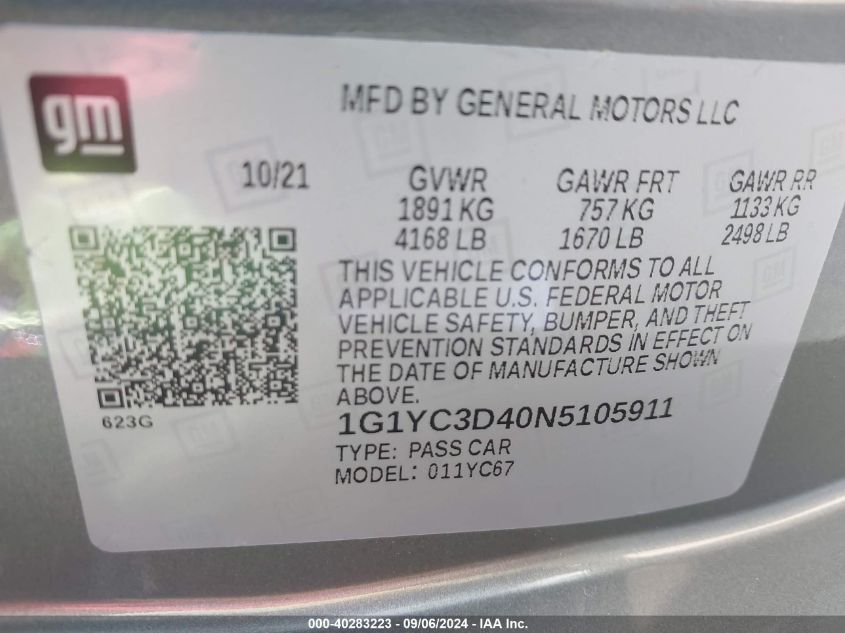 gm
MFD BY GENERAL MOTORS LLC
10/21
GVWR GAWR FRT GAWR RR
1891 KG 757 KG 1133 KG
4168 LB 1670 LB 2498 LB
THIS VEHICLE CONFORMS TO ALL
APPLICABLE U.S. FEDERAL MOTOR
VEHICLE SAFETY, BUMPER, AND THEFT
PREVENTION STANDARDS IN EFFECT ON
THE DATE OF MANUFACTURE SHOWN
ABOVE.
623G
1G1YC3D40N5105911
TYPE: PASS CAR
MODEL: 011YC67
000-40283223 - 09/06/2024 - IAA Inc.